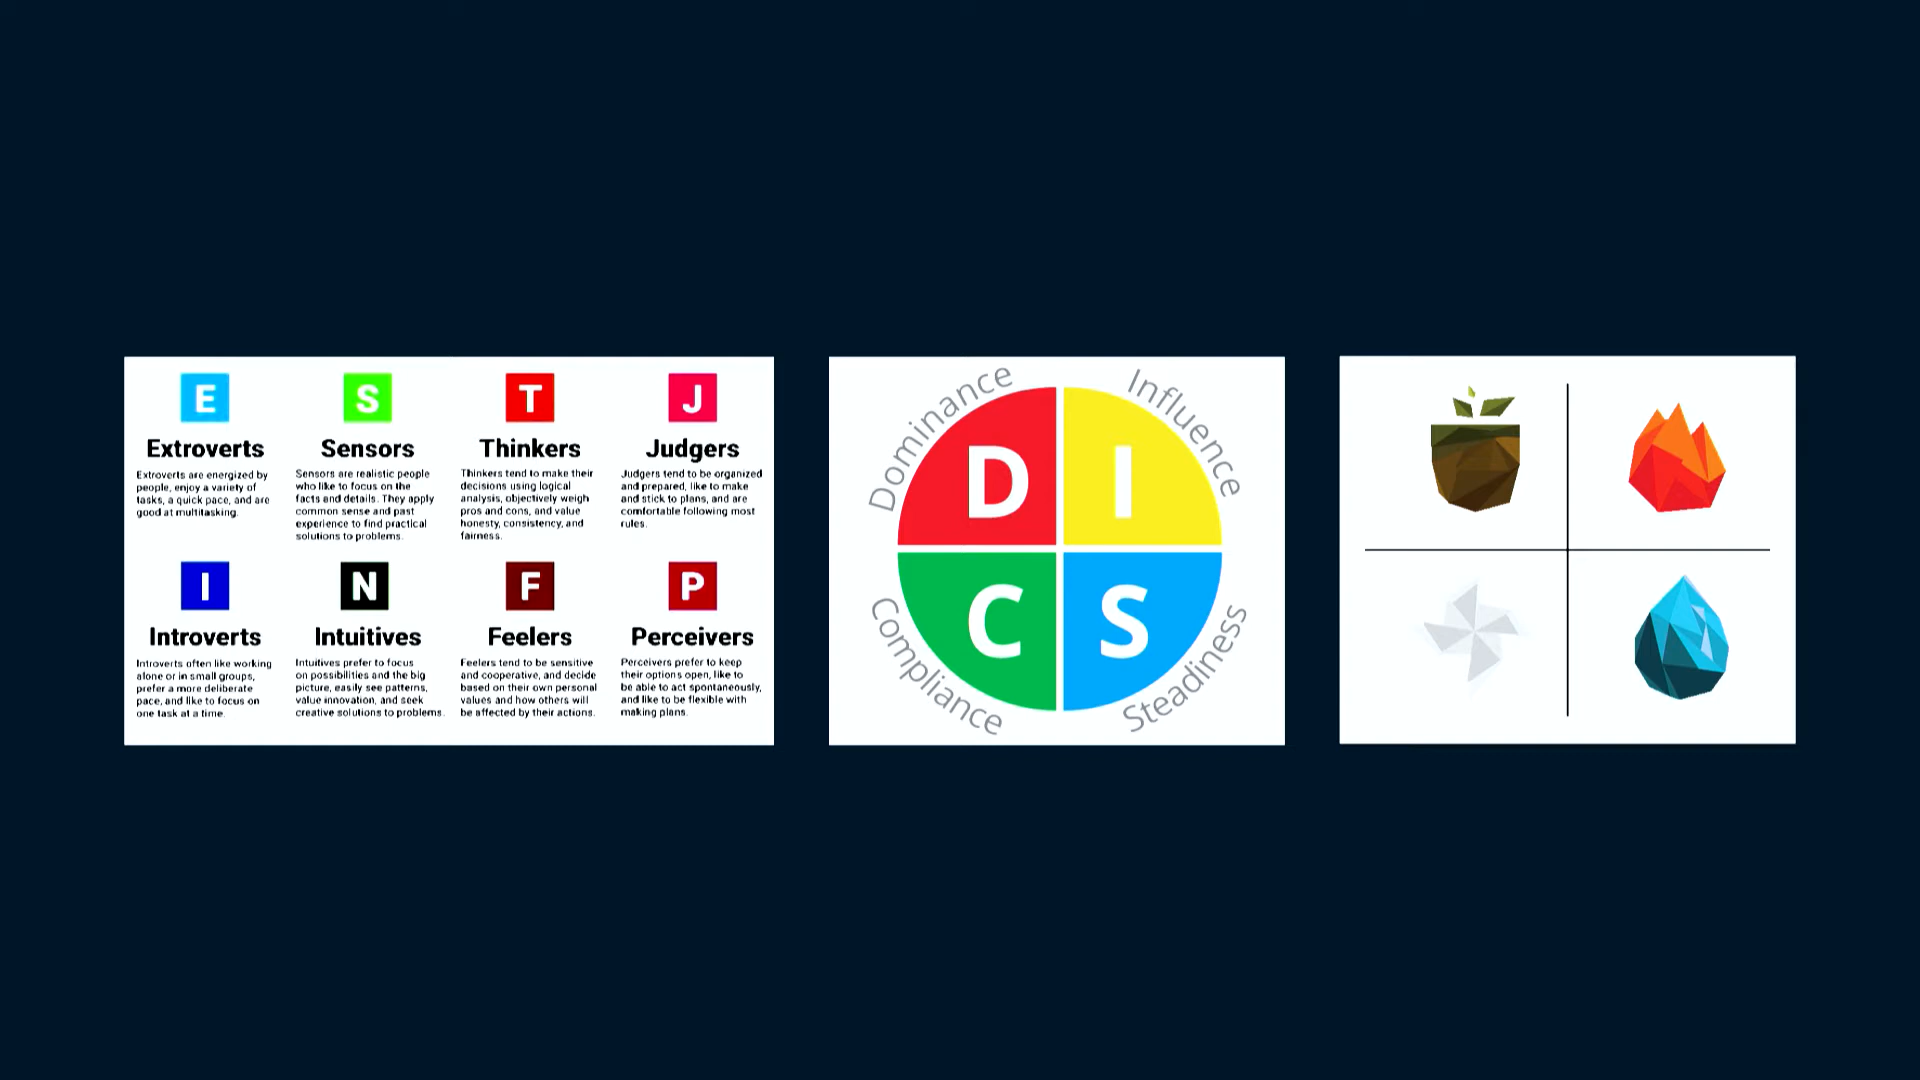 E
Extroverts
Extroverts are energized by
people, enjoy a variety of
tasks, a quick pace, and are
good at multitasking.
S
Sensors
Sensors are realistic people
who like to focus on the
facts and details. They apply
common sense and past
experience to find practical
solutions to problems.
T
Thinkers
Thinkers tend to make their
decisions using logical
analysis, objectively weigh
pros and cons, and value
honesty, consistency, and
fairness.
J
Judgers
Judgers tend to be organized
and prepared, like to make
and stick to plans, and are
comfortable following most
rules.
I
Introverts
Introverts often like working
alone or in small groups,
prefer a more deliberate
pace, and like to focus on
one task at a time.
N
Intuitives
Intuitives prefer to focus
on possibilities and the big
picture, easily see patterns,
value innovation, and seek
creative solutions to problems.
F
Feelers
Feelers tend to be sensitive
and cooperative, and decide
based on their own personal
values and how others will
be affected by their actions.
P
Perceivers
Perceivers prefer to keep
their options open, like to
be able to act spontaneously,
and like to be flexible with
making plans.
Dominance
D
Influence
I
Compliance
C
Steadiness
S